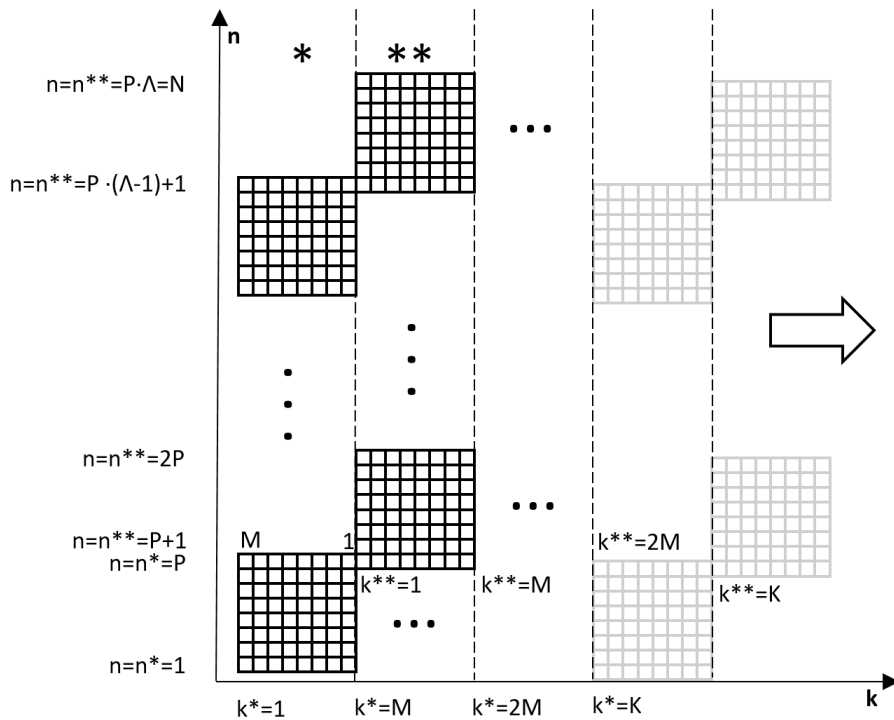 n
* **
n=n**=P·Λ=N
n=n**=P ·(Λ-1)+1
n=n**=2P
n=n**=P+1
M 1
k**=2M
n=n*=P
k**=1
k**=M
k**=K
n=n*=1
k
k*=1
k*=M
k*=2M
k*=K